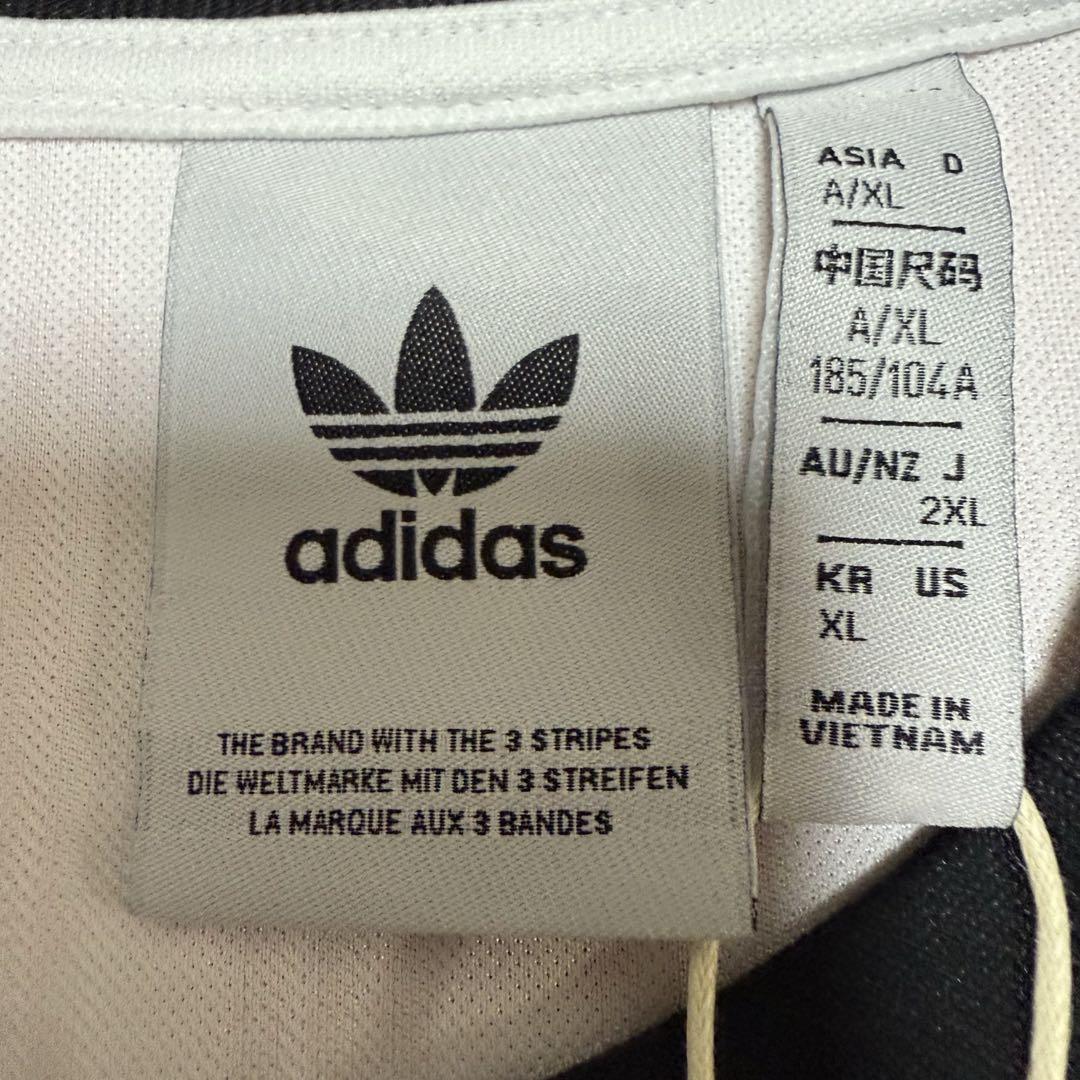 adidas
THE BRAND WITH THE 3 STRIPES
DIE WELTMARKE MIT DEN 3 STREIFEN
LA MARQUE AUX 3 BANDES
ASIA D
A/XL
中国尺码
A/XL
185/104A
AU/NZ J
2XL
KR US
XL
MADE IN
VIETNAM